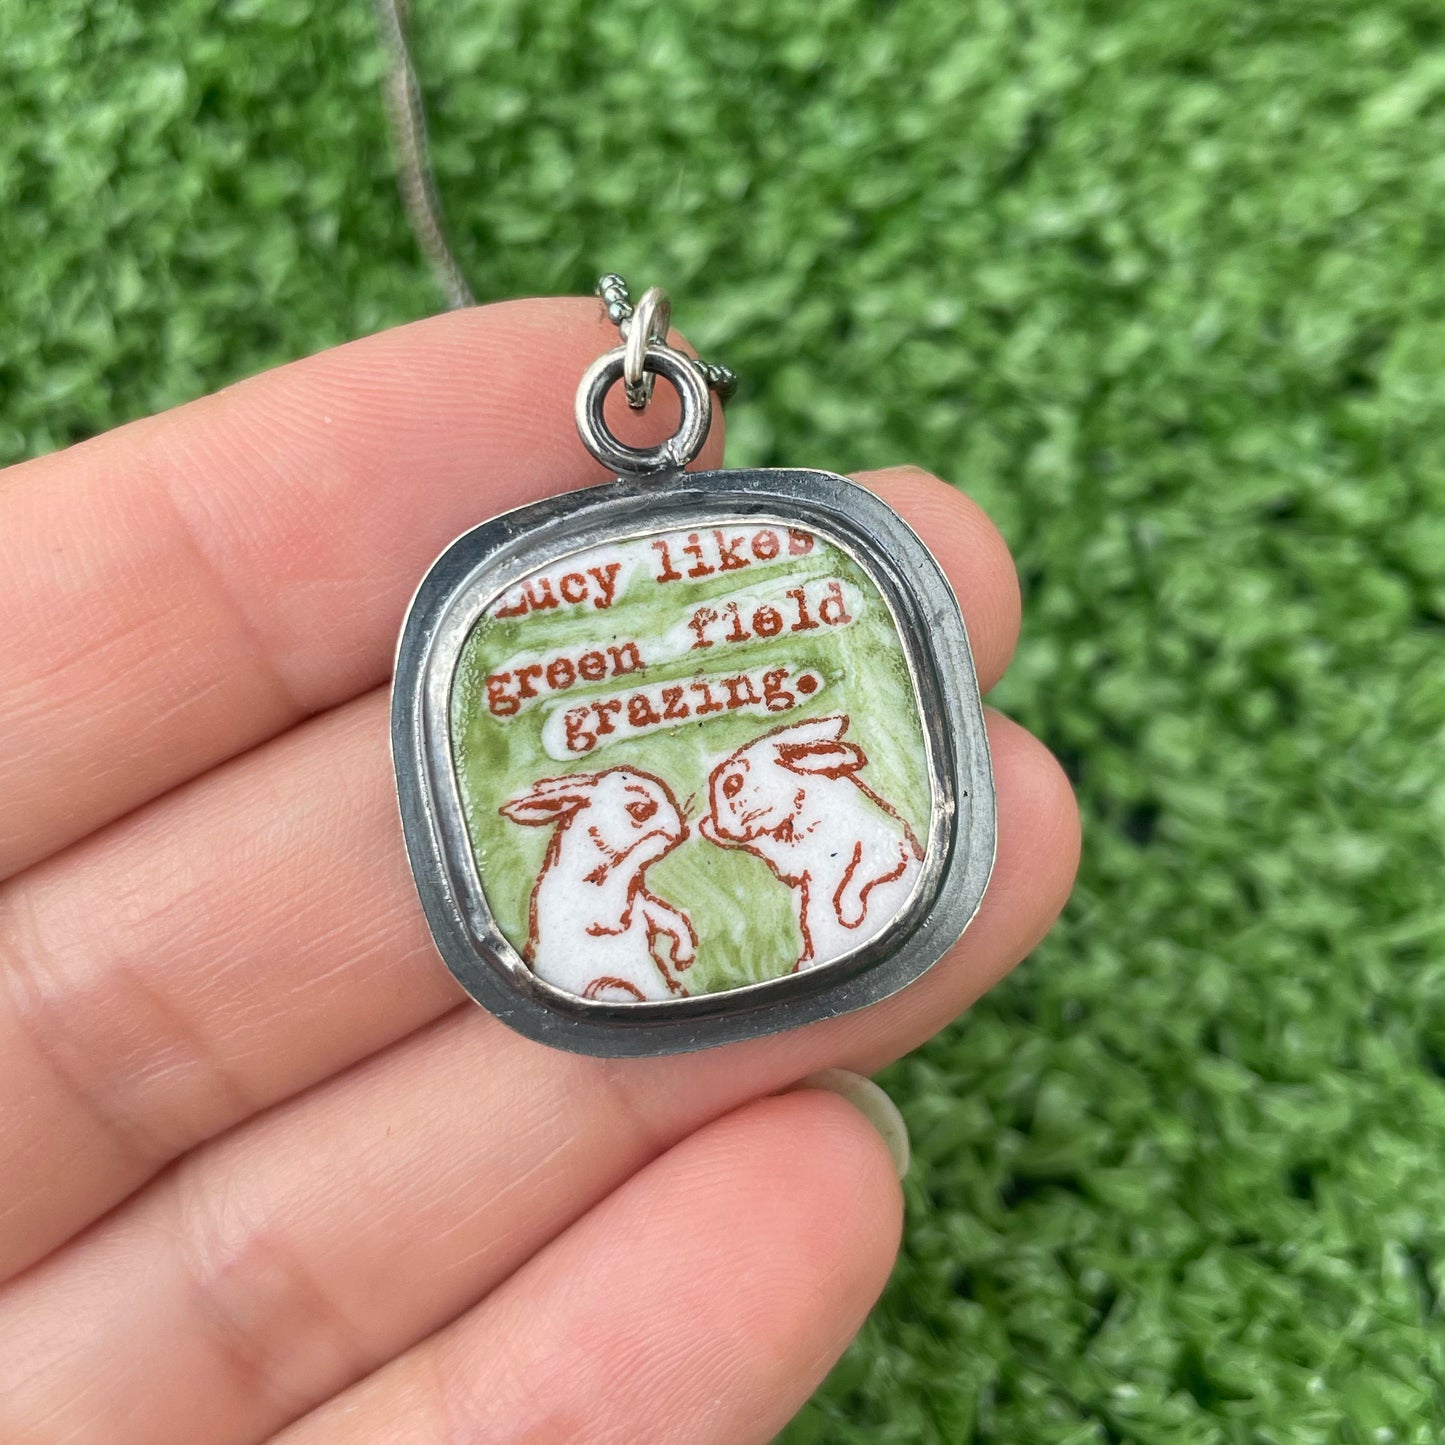 Lucy likes
green field
grazing.